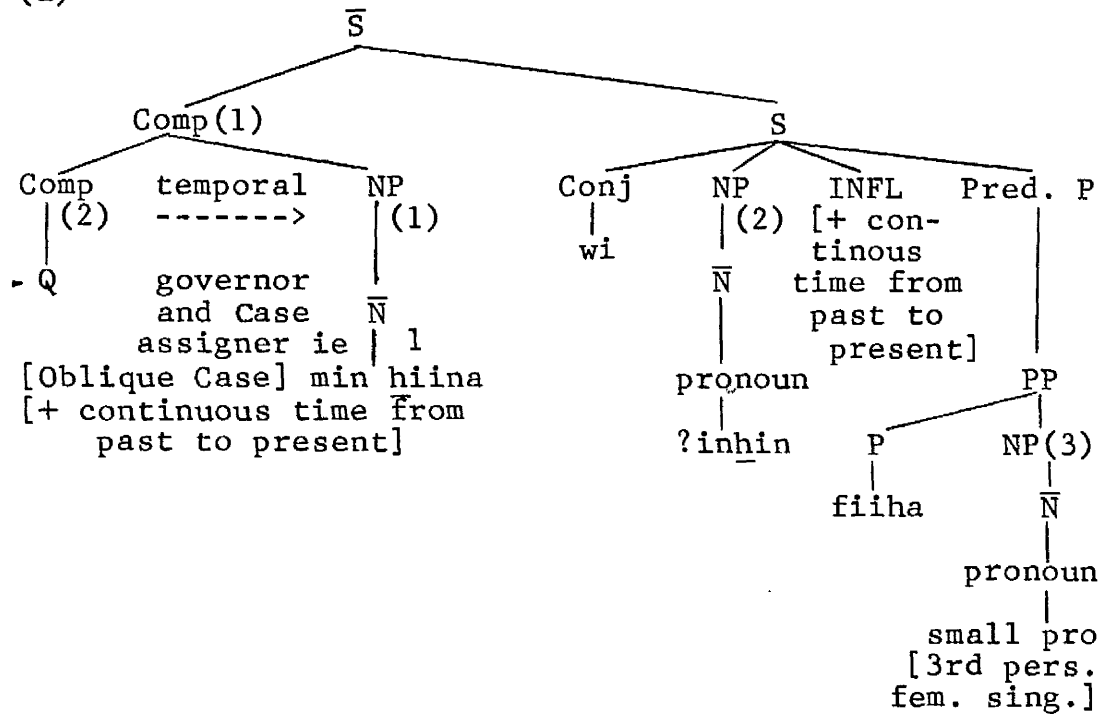 S̅
Comp(1) S
Comp temporal NP Conj NP INFL Pred. P
(2) -------> (1) (2) [+ con-
wi tinous
Q governor N̅ time from
and Case N̅ past to
assigner ie 1 present]
[Oblique Case] min hiina pronoun PP
[+ continuous time from
past to present] ?inhin P NP(3)
fiiha N̅
pronoun
small pro
[3rd pers.
fem. sing.]